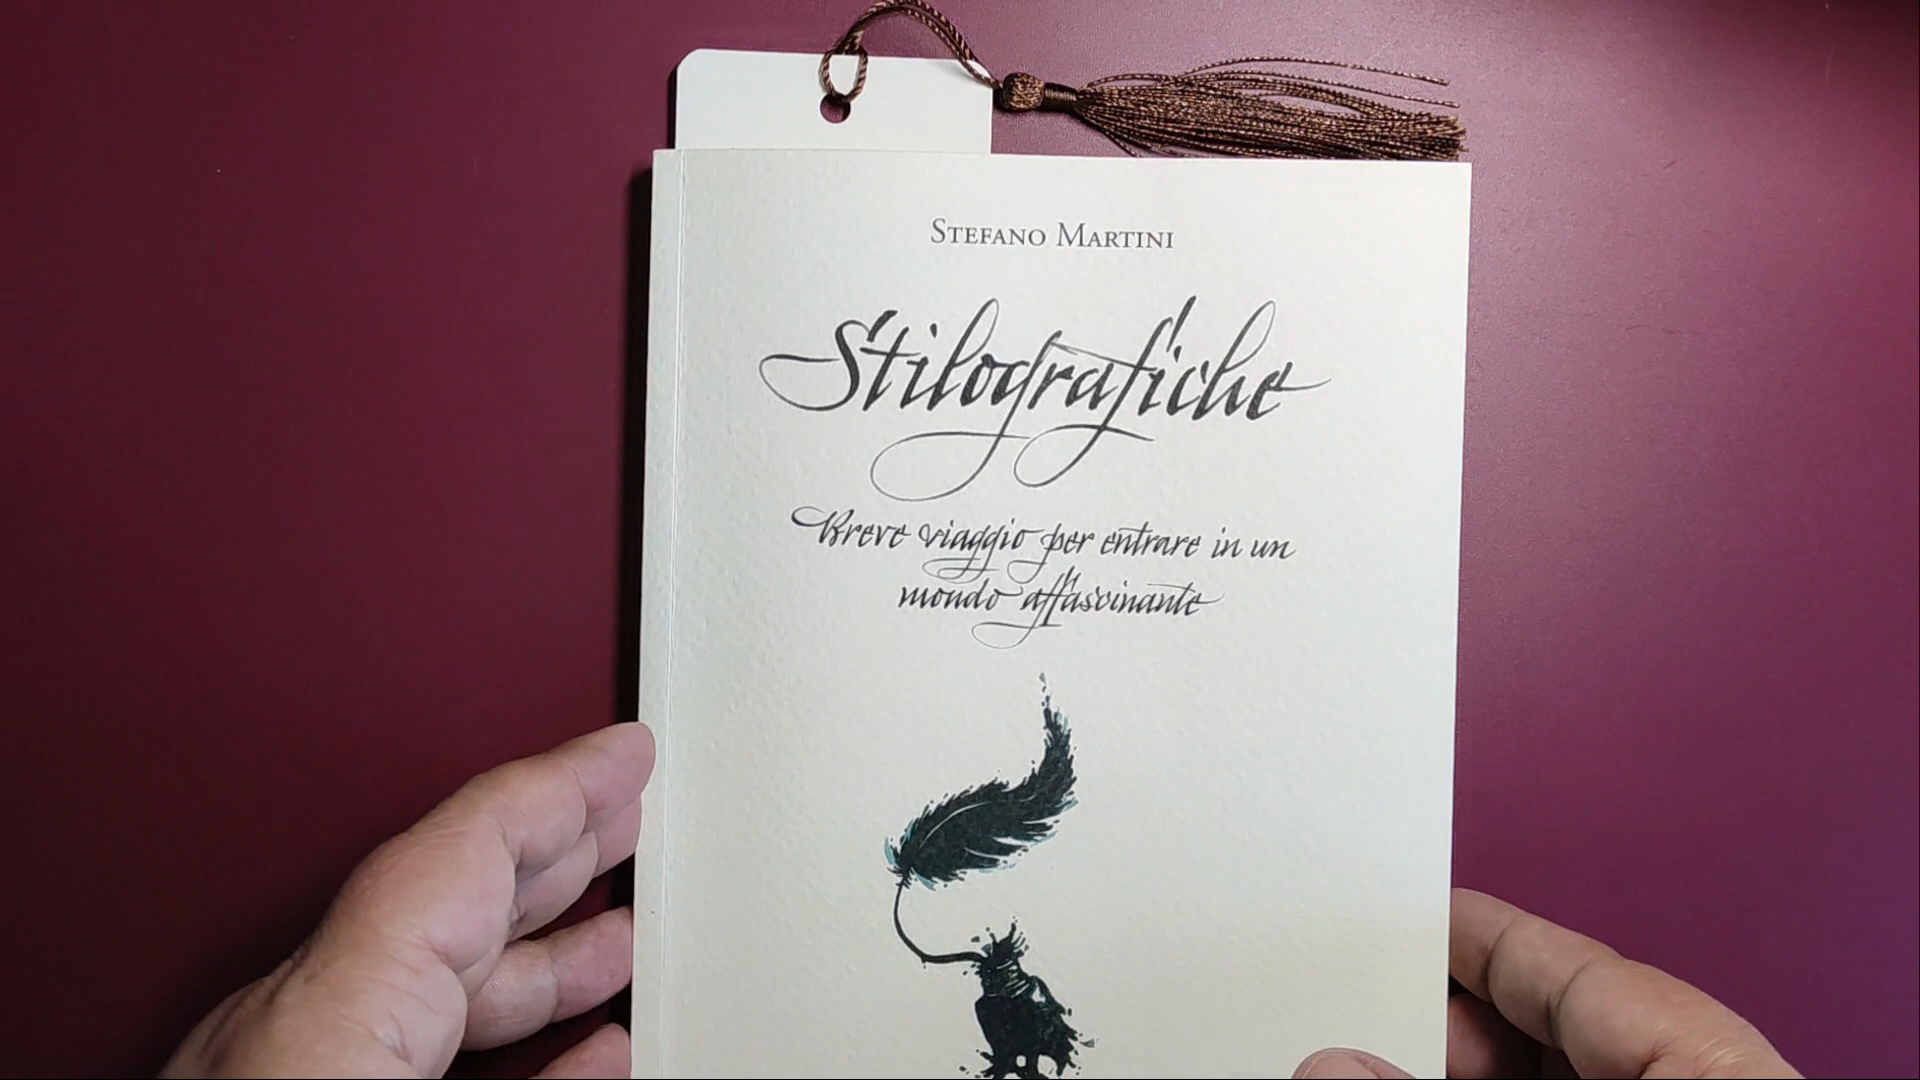 Stefano Martini
Stilografiche
Breve viaggio per entrare in un
mondo affascinante